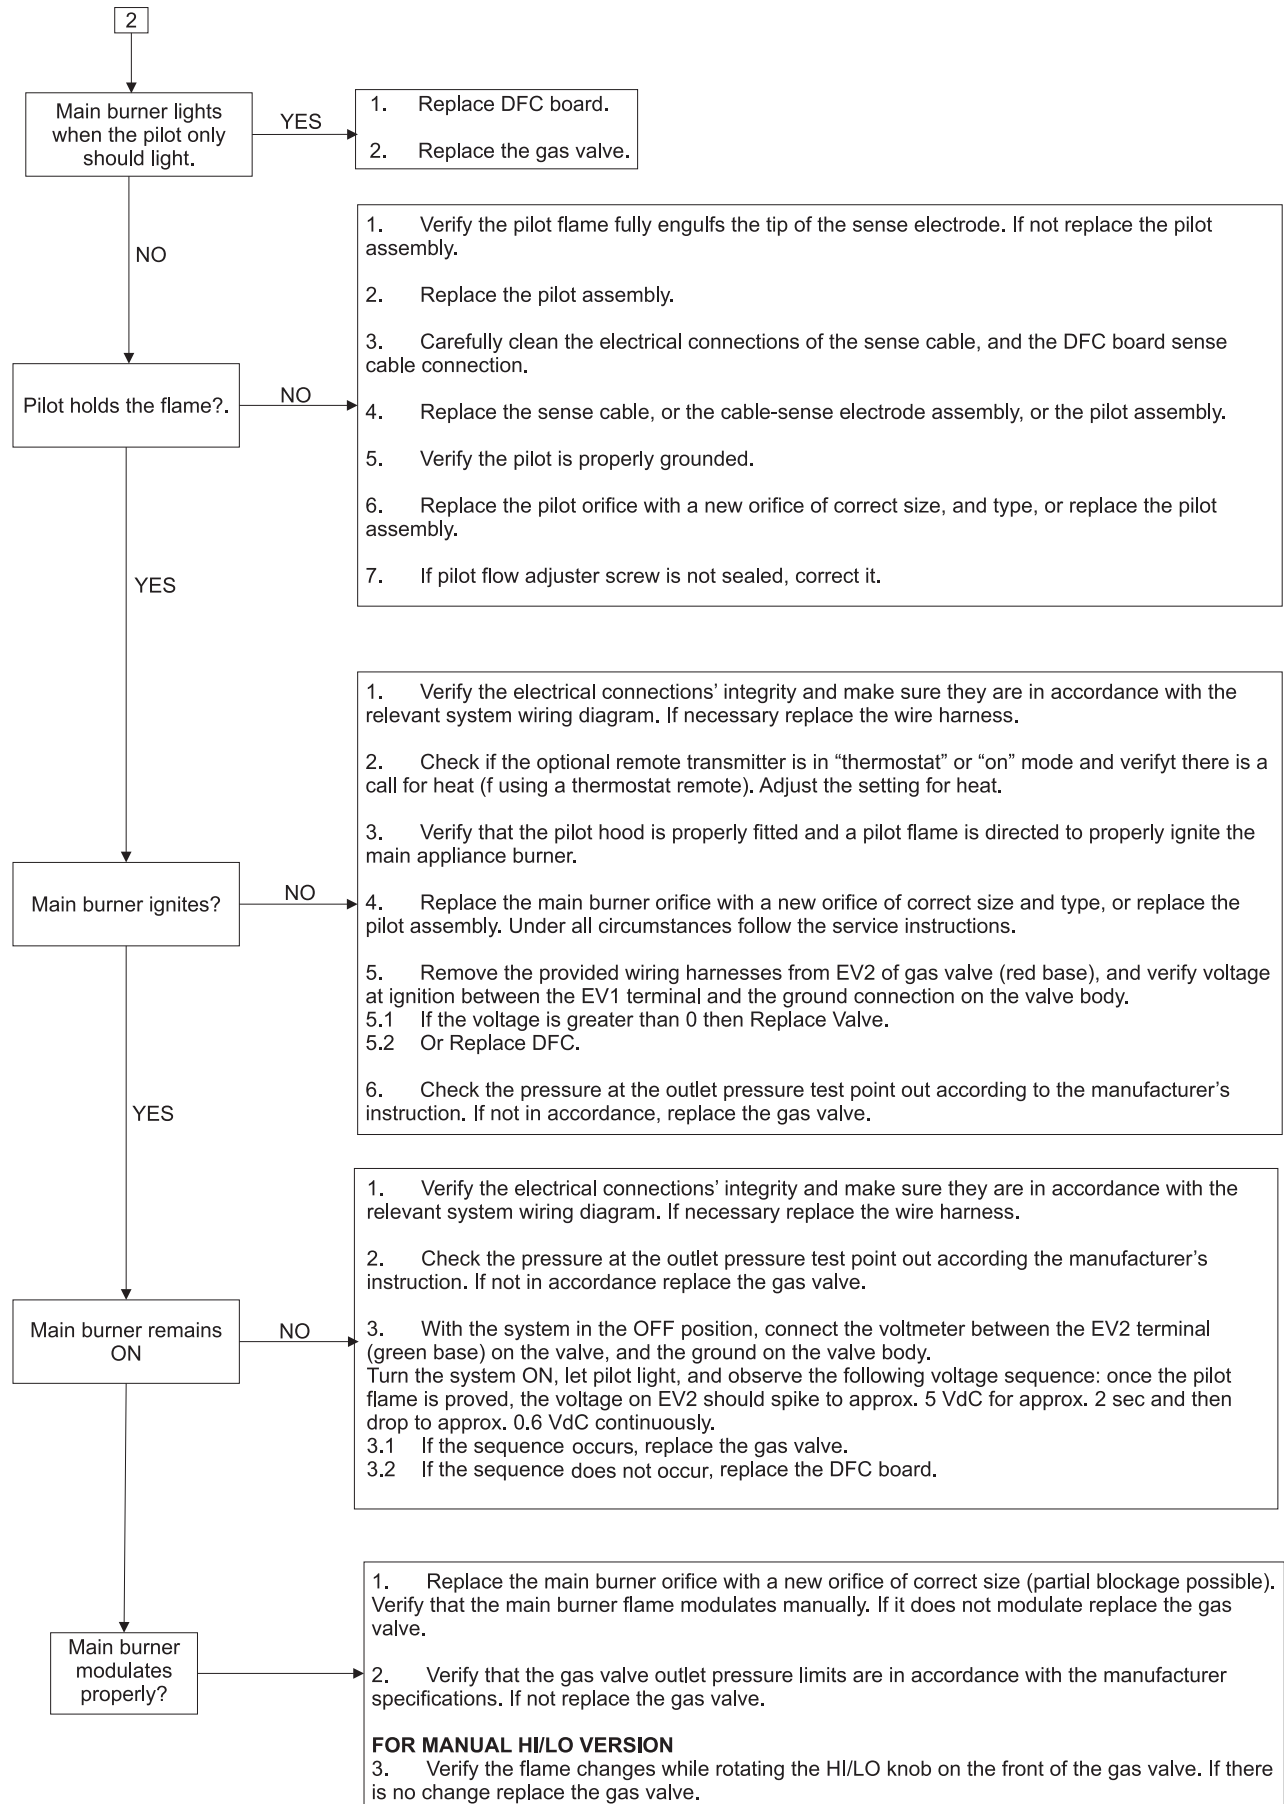 2
Main burner lights
when the pilot only
should light.
YES
1. Replace DFC board.
2. Replace the gas valve.
NO
1. Verify the pilot flame fully engulfs the tip of the sense electrode. If not replace the pilot
assembly.
2. Replace the pilot assembly.
3. Carefully clean the electrical connections of the sense cable, and the DFC board sense
cable connection.
4. Replace the sense cable, or the cable-sense electrode assembly, or the pilot assembly.
5. Verify the pilot is properly grounded.
6. Replace the pilot orifice with a new orifice of correct size, and type, or replace the pilot
assembly.
7. If pilot flow adjuster screw is not sealed, correct it.
Pilot holds the flame?.
NO
YES
1. Verify the electrical connections’ integrity and make sure they are in accordance with the
relevant system wiring diagram. If necessary replace the wire harness.
2. Check if the optional remote transmitter is in “thermostat” or “on” mode and verifyt there is a
call for heat (f using a thermostat remote). Adjust the setting for heat.
3. Verify that the pilot hood is properly fitted and a pilot flame is directed to properly ignite the
main appliance burner.
4. Replace the main burner orifice with a new orifice of correct size and type, or replace the
pilot assembly. Under all circumstances follow the service instructions.
5. Remove the provided wiring harnesses from EV2 of gas valve (red base), and verify voltage
at ignition between the EV1 terminal and the ground connection on the valve body.
5.1 If the voltage is greater than 0 then Replace Valve.
5.2 Or Replace DFC.
6. Check the pressure at the outlet pressure test point out according to the manufacturer’s
instruction. If not in accordance, replace the gas valve.
Main burner ignites?
NO
YES
1. Verify the electrical connections’ integrity and make sure they are in accordance with the
relevant system wiring diagram. If necessary replace the wire harness.
2. Check the pressure at the outlet pressure test point out according the manufacturer’s
instruction. If not in accordance replace the gas valve.
3. With the system in the OFF position, connect the voltmeter between the EV2 terminal
(green base) on the valve, and the ground on the valve body.
Turn the system ON, let pilot light, and observe the following voltage sequence: once the pilot
flame is proved, the voltage on EV2 should spike to approx. 5 VdC for approx. 2 sec and then
drop to approx. 0.6 VdC continuously.
3.1 If the sequence occurs, replace the gas valve.
3.2 If the sequence does not occur, replace the DFC board.
Main burner remains
ON
NO
1. Replace the main burner orifice with a new orifice of correct size (partial blockage possible).
Verify that the main burner flame modulates manually. If it does not modulate replace the gas
valve.
2. Verify that the gas valve outlet pressure limits are in accordance with the manufacturer
specifications. If not replace the gas valve.
FOR MANUAL HI/LO VERSION
3. Verify the flame changes while rotating the HI/LO knob on the front of the gas valve. If there
is no change replace the gas valve.
Main burner
modulates
properly?